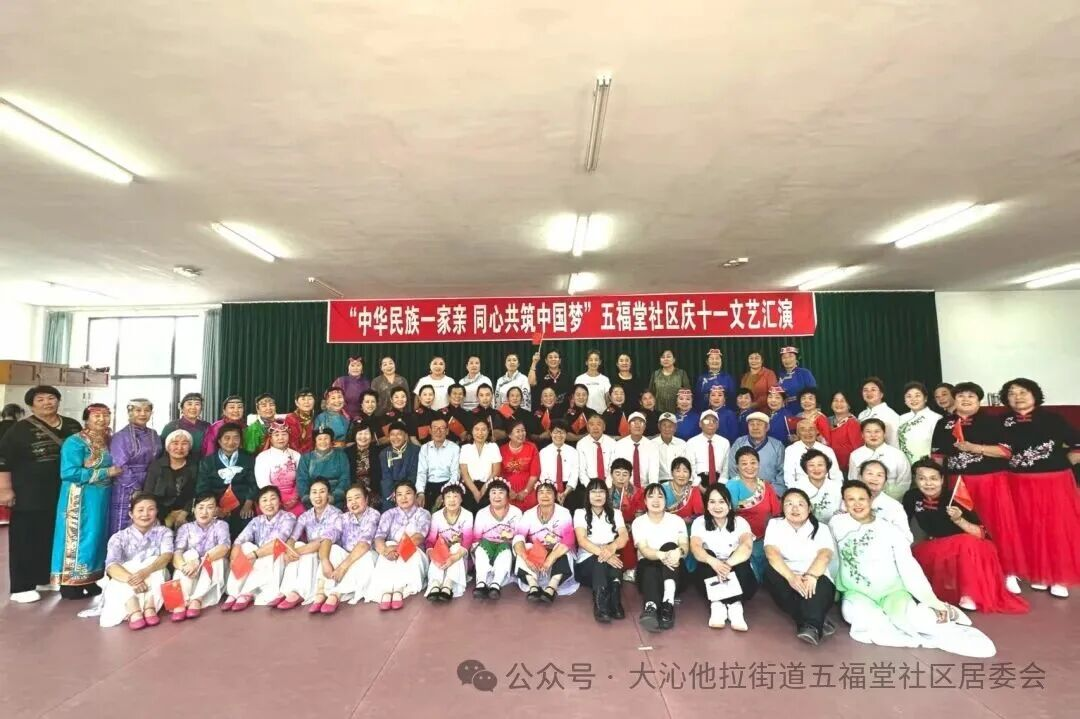 “中华民族一家亲 同心共筑中国梦”五福堂社区庆十一文艺汇演
公众号·大沁他拉街道五福堂社区居委会